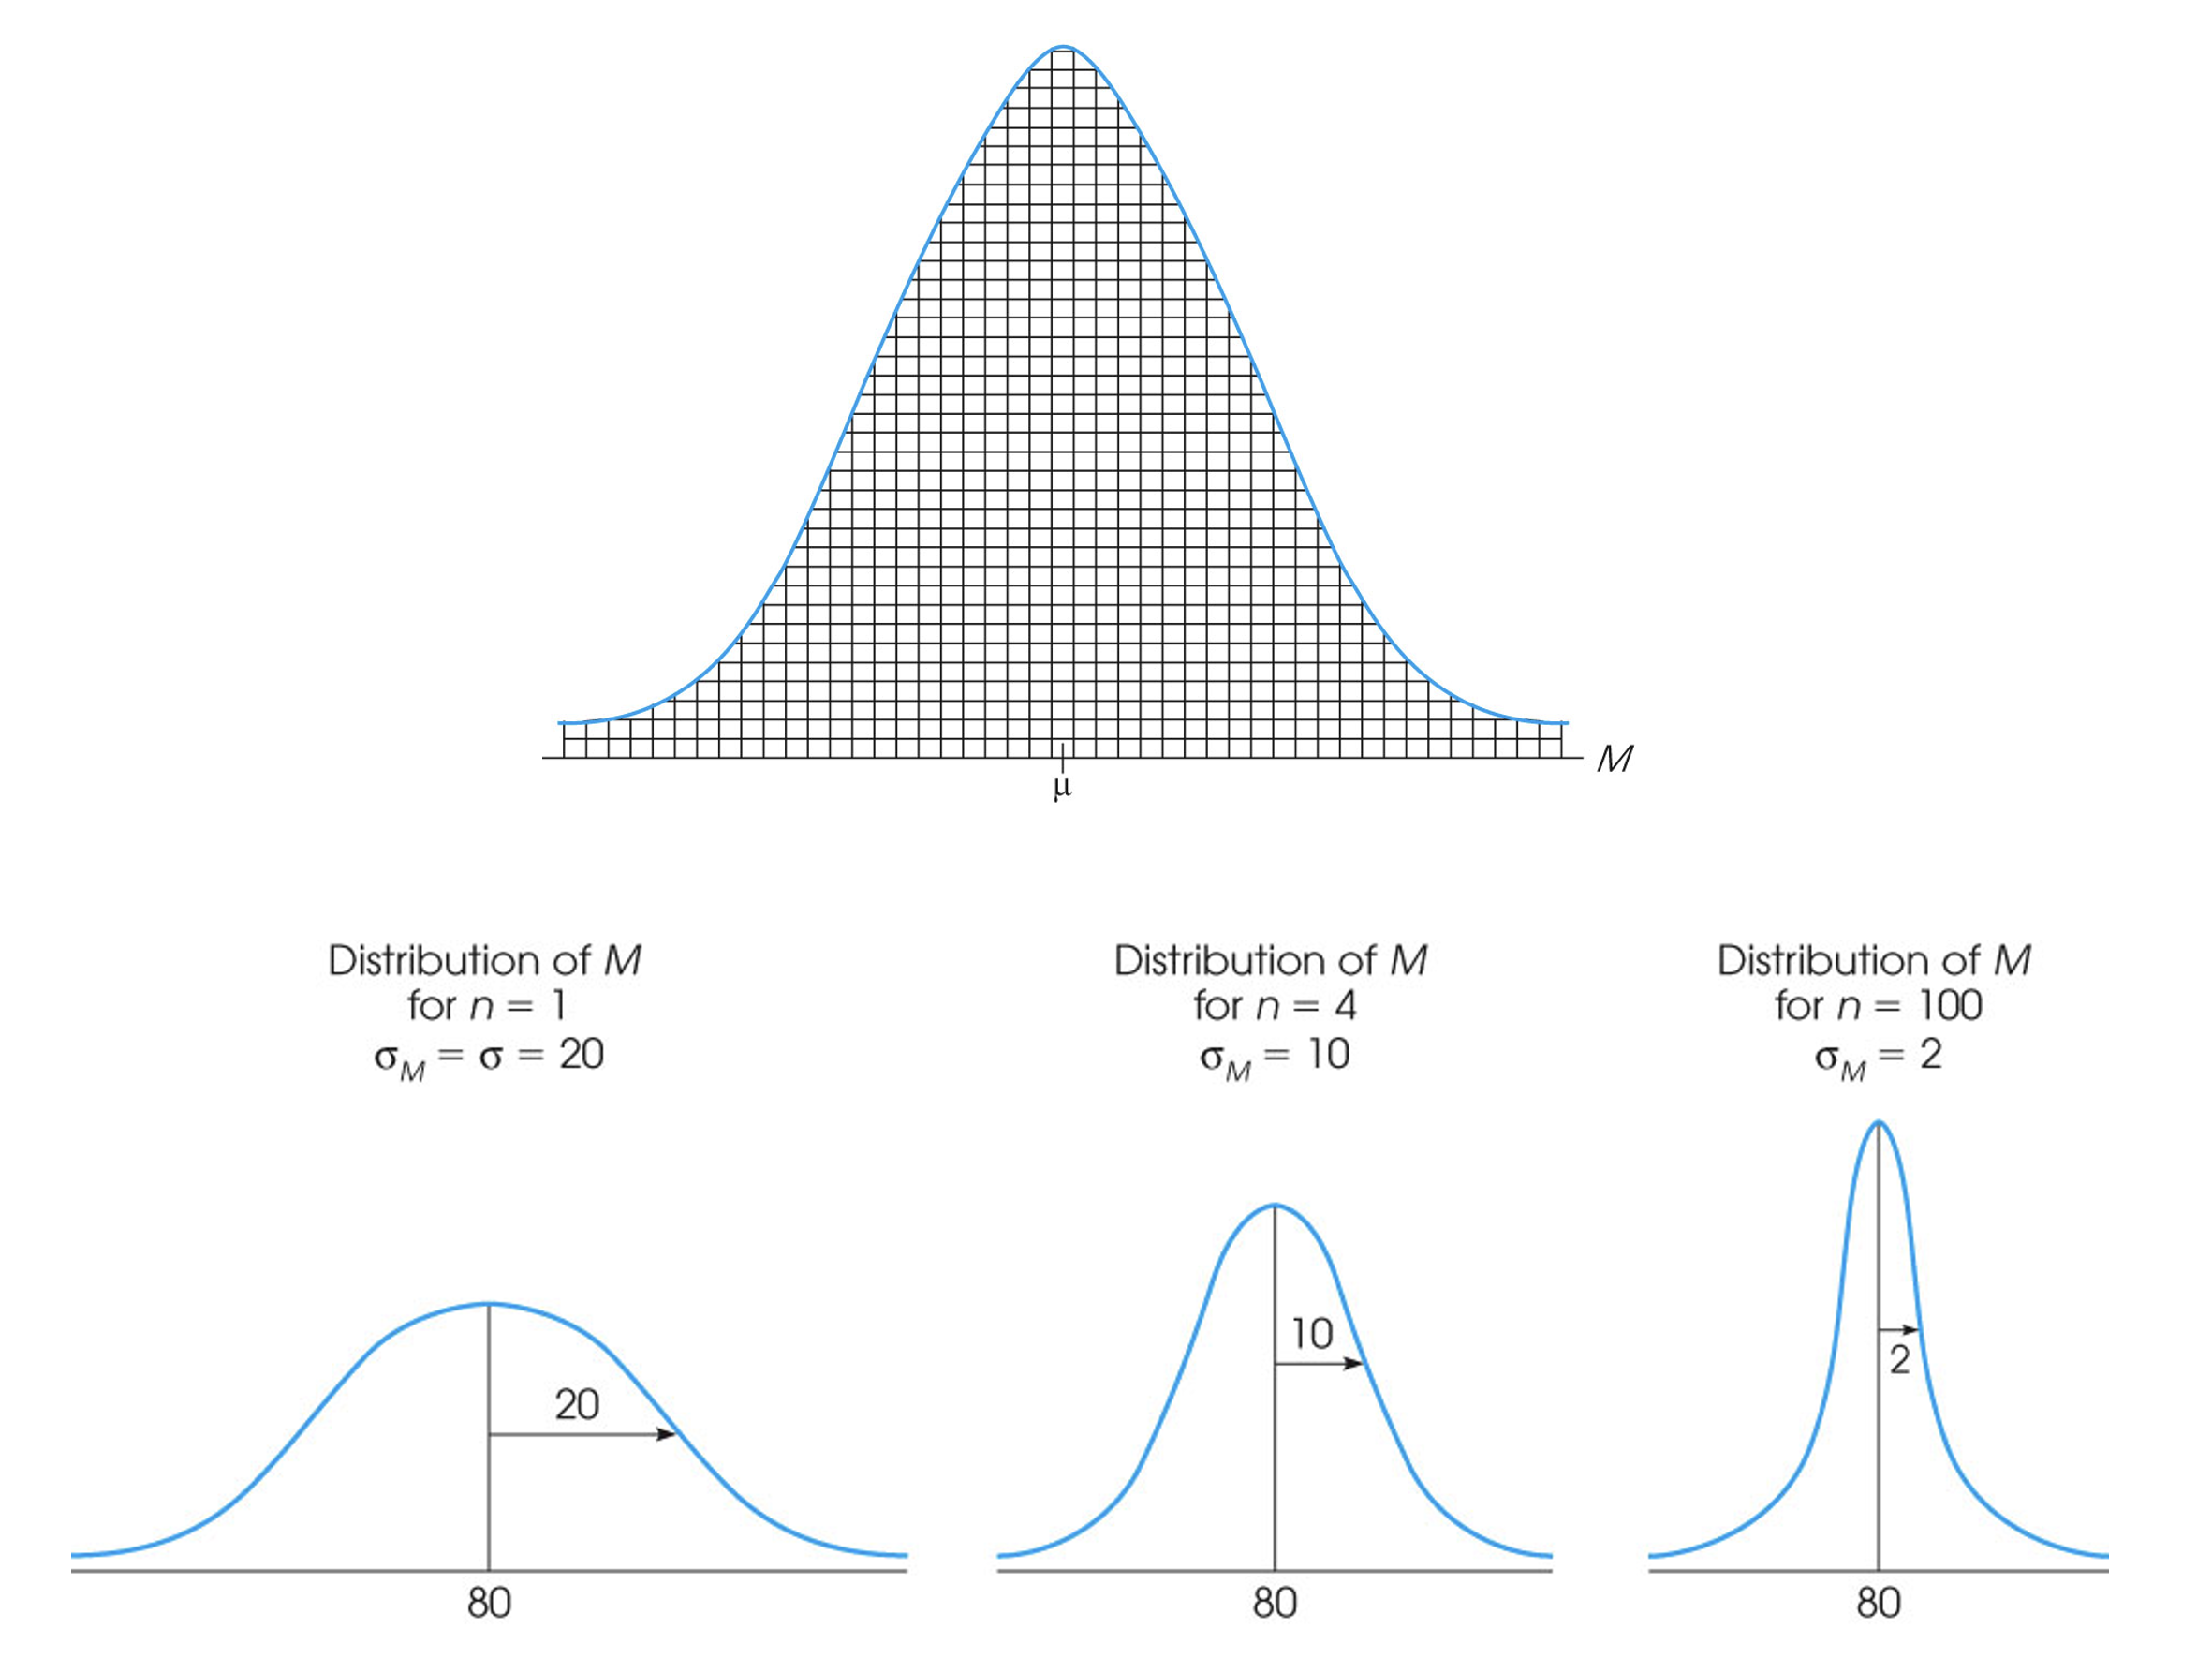 M
μ
Distribution of M
for n = 1
σM = σ = 20
Distribution of M
for n = 4
σM = 10
Distribution of M
for n = 100
σM = 2
20
10
2
80
80
80